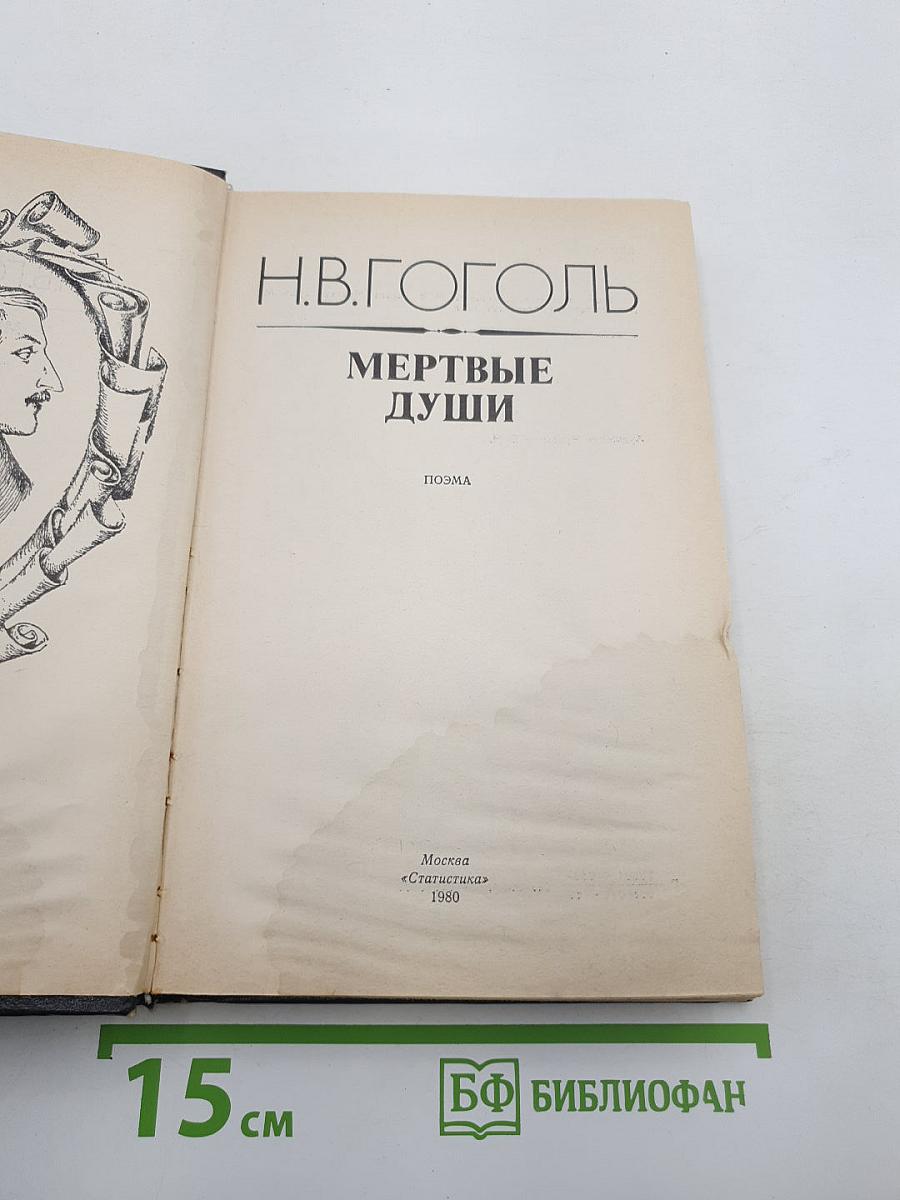 Н.В.ГОГОЛЬ
МЕРТВЫЕ
ДУШИ
ПОЭМА
Москва
«Статистика»
1980
15 см
БФ БИБЛИОФАН